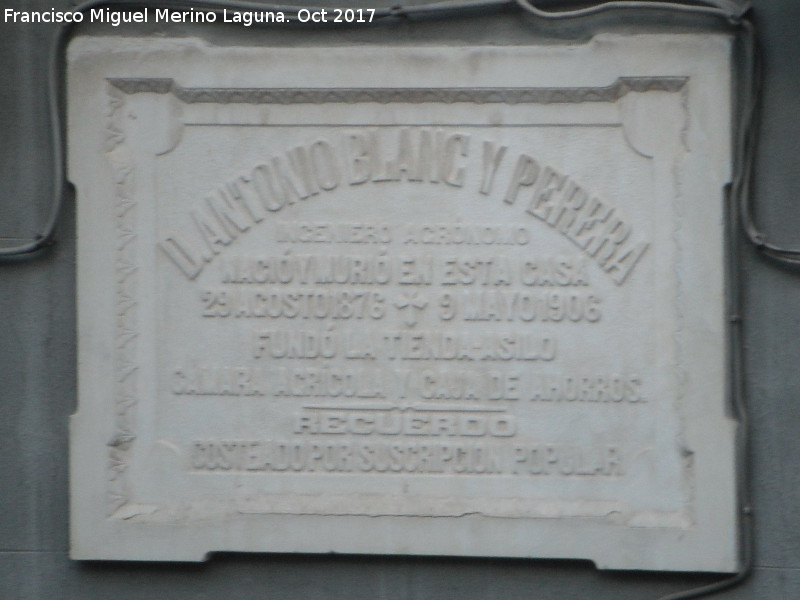 Francisco Miguel Merino Laguna. Oct 2017
D. ANTONIO BLANC Y PERERA
INGENIERO AGRÓNOMO
NACIÓ Y MURIÓ EN ESTA CASA
29 AGOSTO 1876 9 MAYO 1906
FUNDÓ LA TIENDA-ASILO
CAMARA AGRÍCOLA Y CAJA DE AHORROS.
RECUERDO
COSTEADO POR SUSCRIPCION POPULAR